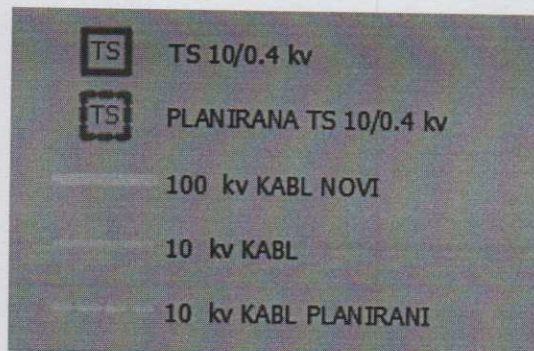 TS TS 10/0.4 kv
TS PLANIRANA TS 10/0.4 kv
100 kv KABL NOVI
10 kv KABL
10 kv KABL PLANIRANI